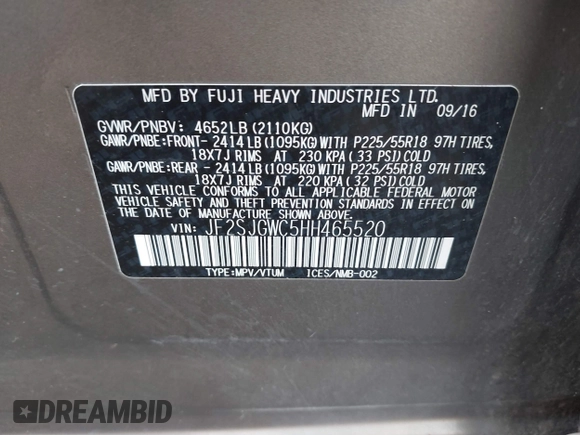 MFD BY FUJI HEAVY INDUSTRIES LTD.
MFD IN 09/16
GVWR/PNBV: 4652LB (2110KG)
GAWR/PNBE:FRONT- 2414 LB (1095KG) WITH P225/55R18 97H TIRES,
18X7J RIMS AT 230 KPA ( 33 PSI) COLD
GAWR/PNBE:REAR - 2414 LB (1095KG) WITH P225/55R18 97H TIRES,
18X7J RIMS AT 220 KPA ( 32 PSI) COLD
THIS VEHICLE CONFORMS TO ALL APPLICABLE FEDERAL MOTOR
VEHICLE SAFETY AND THEFT PREVENTION STANDARDS IN EFFECT ON
THE DATE OF MANUFACTURE SHOWN ABOVE.
VIN: JF2SJGWC5HH465520
TYPE:MPV/VTUM ICES/NMB-002
DREAMBID